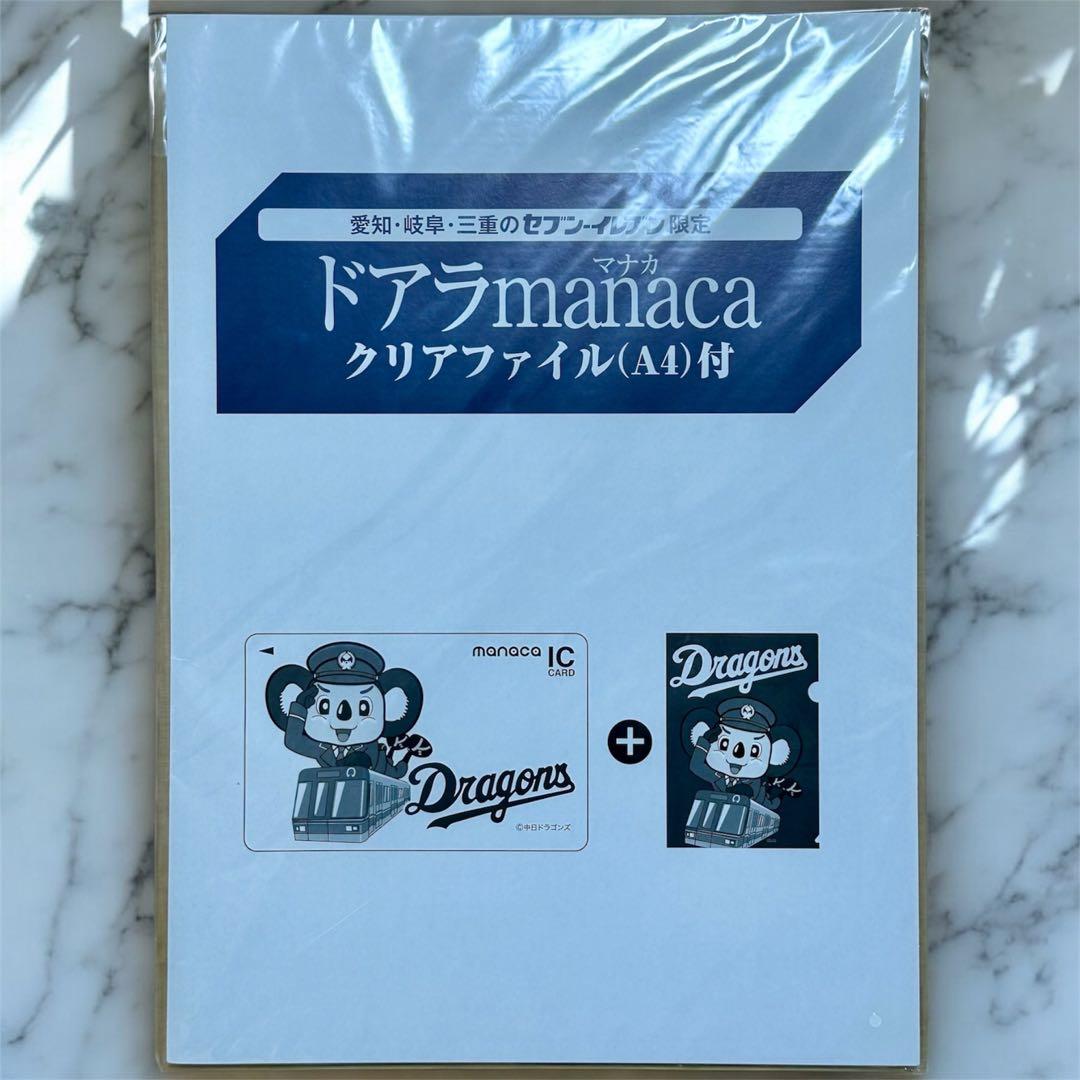 愛知・岐阜・三重のセブン-イレブン限定
マナカ
ドアラmanaca
クリアファイル(A4)付
manaca IC
CARD
Dragons
©中日ドラゴンズ
Dragons